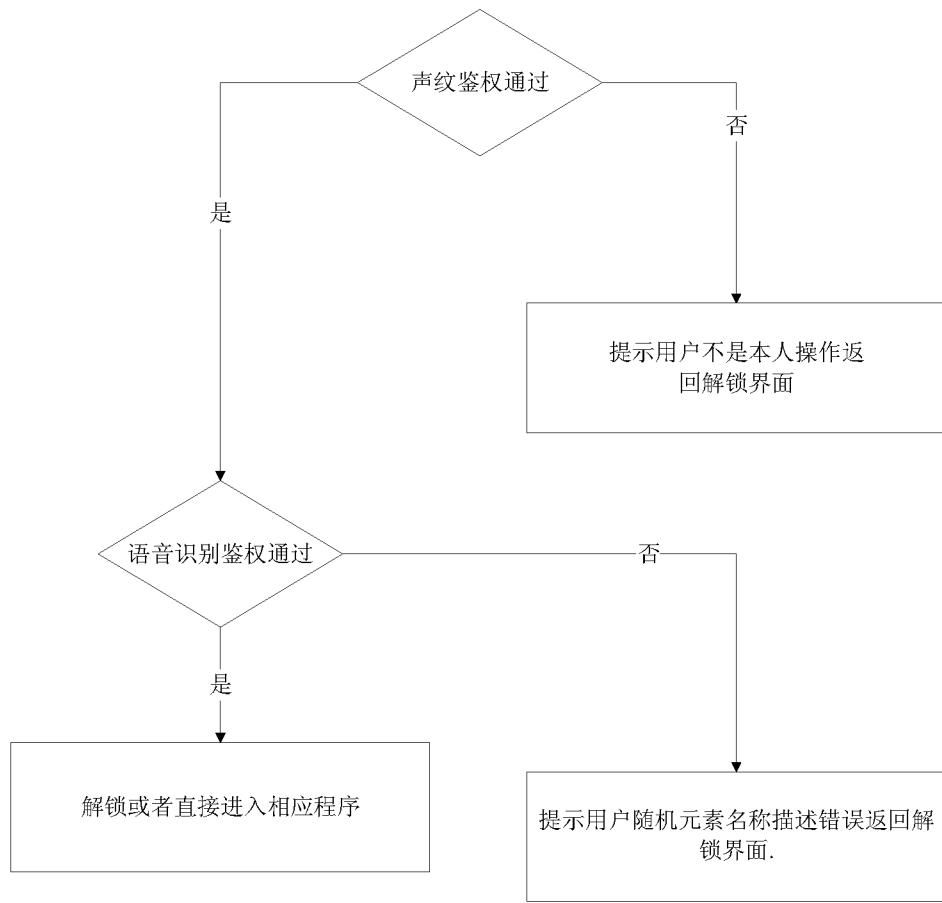 声纹鉴权通过
否
是
提示用户不是本人操作返
回解锁界面
语音识别鉴权通过
否
是
解锁或者直接进入相应程序
提示用户随机元素名称描述错误返回解
锁界面.